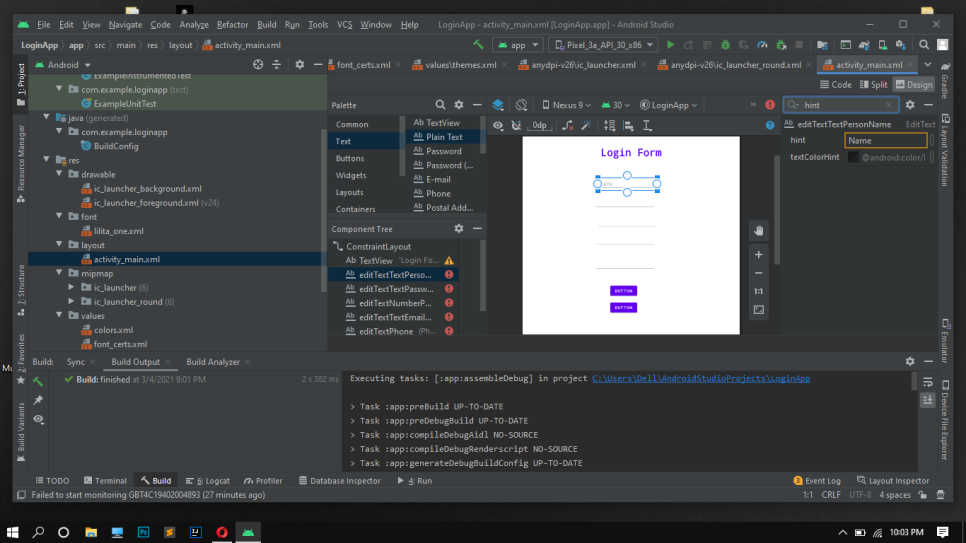 File Edit View Navigate Code Analyze Refactor Build Run Tools VCS Window Help LoginApp - activity_main.xml [LoginApp.app] - Android Studio
LoginApp app src main res layout activity_main.xml app Pixel_3a_API_30_x86
Android
font_certs.xml values\themes.xml anydpi-v26\ic_launcher.xml anydpi-v26\ic_launcher_round.xml activity_main.xml
Code Split Design
1: Project
Resource Manager
7: Structure
2: Favorites
Build Variants
ExampleInstrumentedTest
com.example.loginapp (test)
ExampleUnitTest
java (generated)
com.example.loginapp
BuildConfig
res
drawable
ic_launcher_background.xml
ic_launcher_foreground.xml (v24)
font
lilita_one.xml
layout
activity_main.xml
mipmap
ic_launcher (6)
ic_launcher_round (6)
values
colors.xml
font_certs.xml
Palette
Common
Text
Buttons
Widgets
Layouts
Containers
Ab TextView
Ab Plain Text
Ab Password
Ab Password (...
Ab E-mail
Ab Phone
Ab Postal Add...
Component Tree
ConstraintLayout
Ab TextView "Login Fo...
Ab editTextTextPerso...
Ab editTextTextPassw...
Ab editTextNumberP...
Ab editTextTextEmai...
Ab editTextPhone (Ph...
Nexus 9 30 LoginApp
0dp
Login Form
BUTTON
BUTTON
1:1
hint
Ab editTextTextPersonName EditText
hint Name
textColorHint @android:color/
Gradle
Layout Validation
Emulator
Device File Explorer
Build: Sync Build Output Build Analyzer
Build: finished at 3/4/2021 9:01 PM 2 s 382 ms
Executing tasks: [:app:assembleDebug] in project C:\Users\Dell\AndroidStudioProjects\LoginApp
> Task :app:preBuild UP-TO-DATE
> Task :app:preDebugBuild UP-TO-DATE
> Task :app:compileDebugAidl NO-SOURCE
> Task :app:compileDebugRenderscript NO-SOURCE
> Task :app:generateDebugBuildConfig UP-TO-DATE
TODO Terminal Build 6: Logcat Profiler Database Inspector 4: Run Event Log Layout Inspector
Failed to start monitoring GBT4C19402004893 (27 minutes ago) 1:1 CRLF UTF-8 4 spaces
10:03 PM